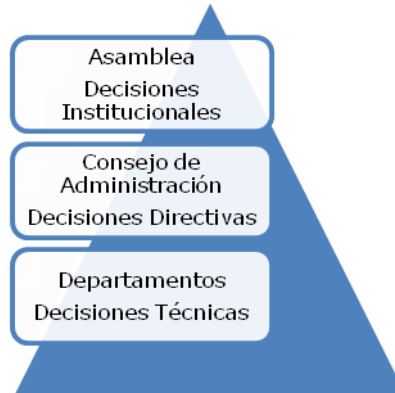 Asamblea
Decisiones
Institucionales
Consejo de
Administración
Decisiones Directivas
Departamentos
Decisiones Técnicas